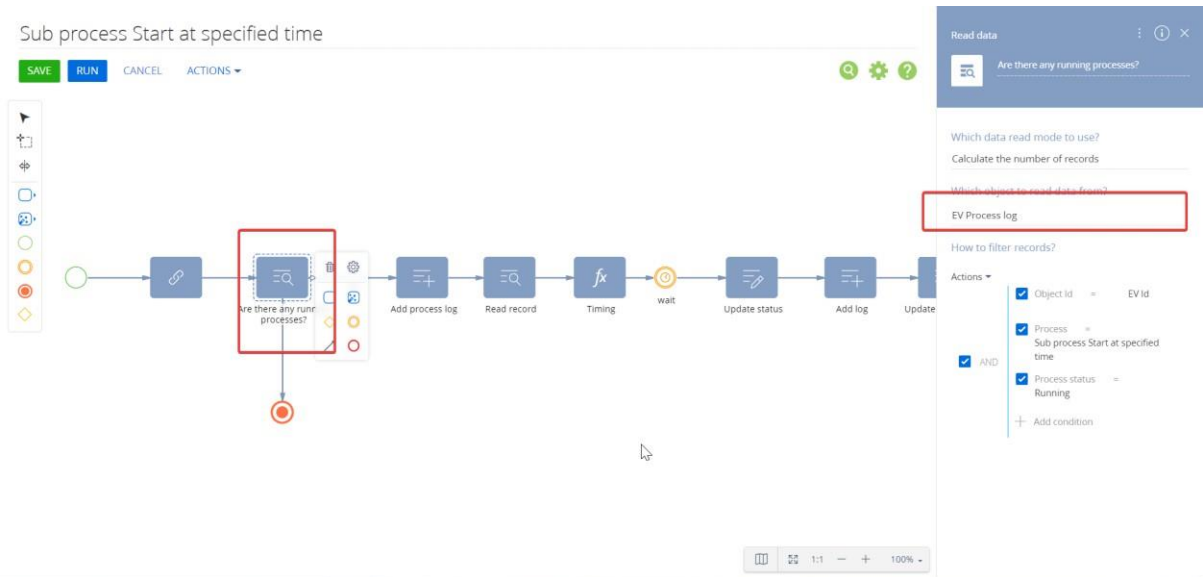 Sub process Start at specified time
SAVE RUN CANCEL ACTIONS
Read data
Are there any running processes?
Which data read mode to use?
Calculate the number of records
Which object to read data from?
EV Process log
How to filter records?
Actions
Object Id = EV Id
Process =
Sub process Start at specified
time
AND
Process status =
Running
Add condition
Are there any runn
processes?
Add process log
Read record
fx
Timing
wait
Update status
Add log
Update
1:1 100%